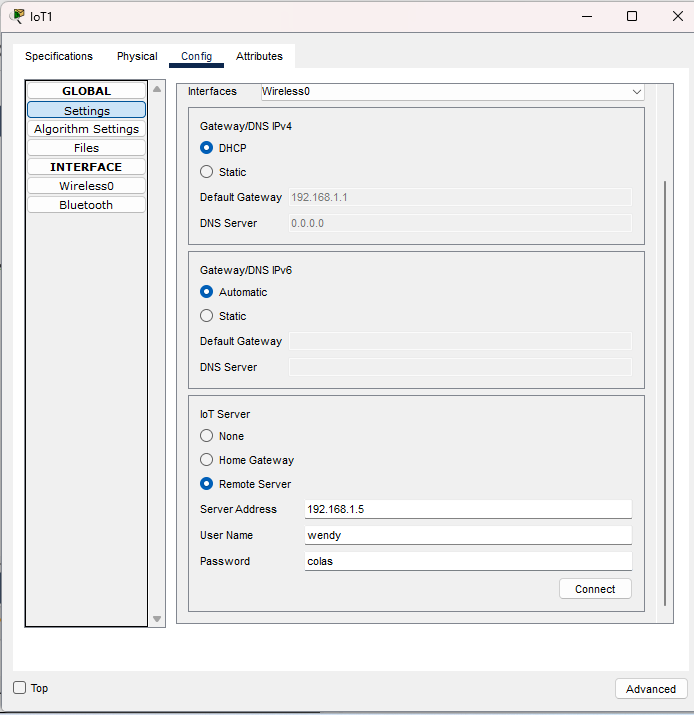 IoT1
Specifications Physical Config Attributes
GLOBAL
Settings
Algorithm Settings
Files
INTERFACE
Wireless0
Bluetooth
Interfaces Wireless0
Gateway/DNS IPv4
DHCP
Static
Default Gateway 192.168.1.1
DNS Server 0.0.0.0
Gateway/DNS IPv6
Automatic
Static
Default Gateway
DNS Server
IoT Server
None
Home Gateway
Remote Server
Server Address 192.168.1.5
User Name wendy
Password colas
Connect
Top
Advanced